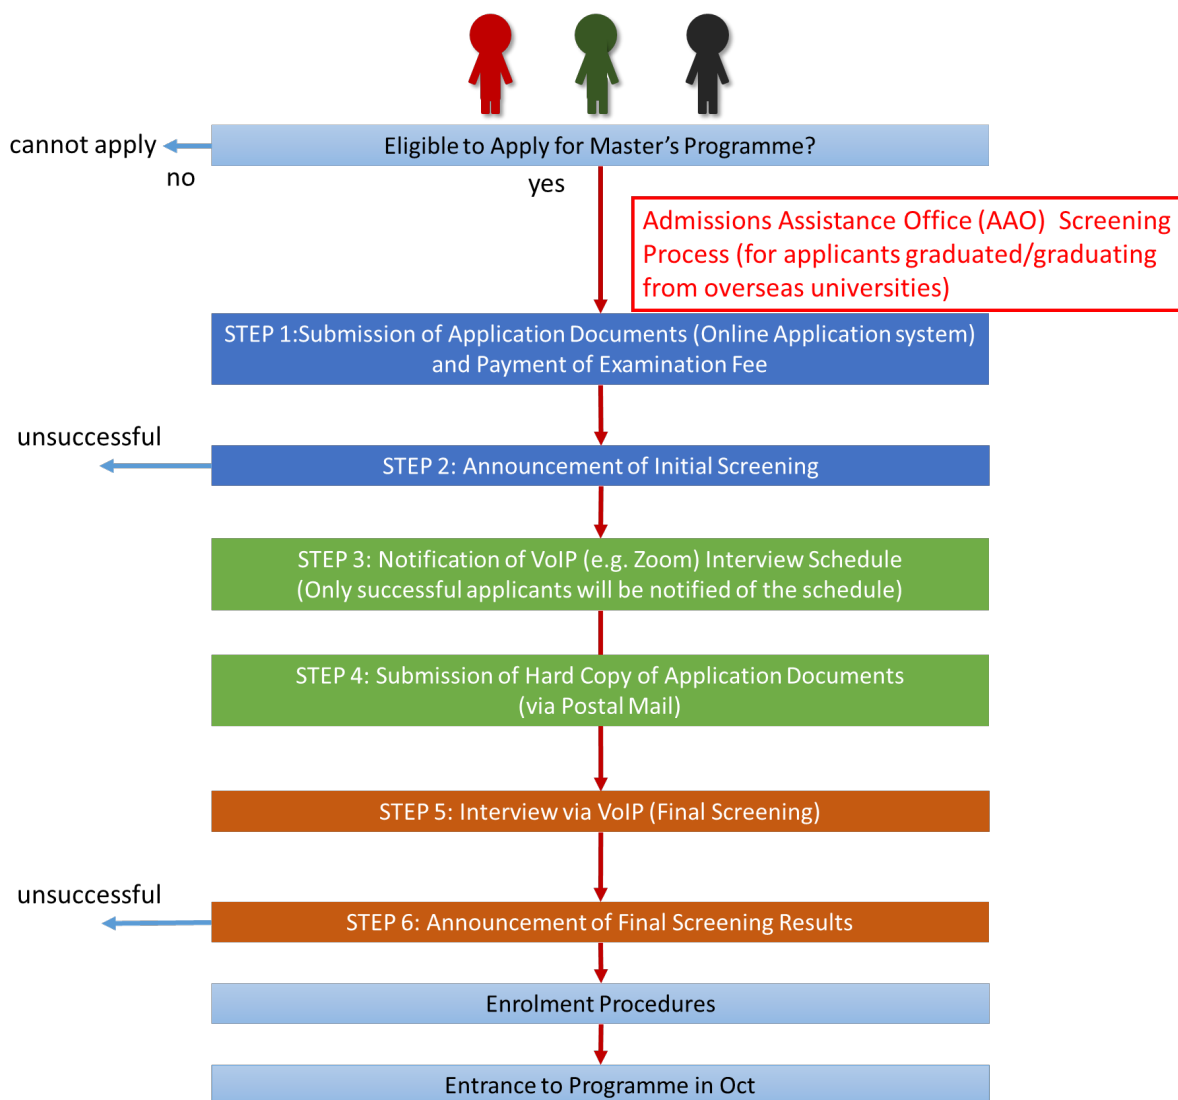 cannot apply
Eligible to Apply for Master's Programme?
no
yes
Admissions Assistance Office (AAO)  Screening
Process (for applicants graduated/graduating
from overseas universities)
STEP 1:Submission of Application Documents (Online Application system)
and Payment of Examination Fee
unsuccessful
STEP 2: Announcement of Initial Screening
STEP 3: Notification of VoIP (e.g. Zoom) Interview Schedule
(Only successful applicants will be notified of the schedule)
STEP 4: Submission of Hard Copy of Application Documents
(via Postal Mail)
STEP 5: Interview via VoIP (Final Screening)
unsuccessful
STEP 6: Announcement of Final Screening Results
Enrolment Procedures
Entrance to Programme in Oct